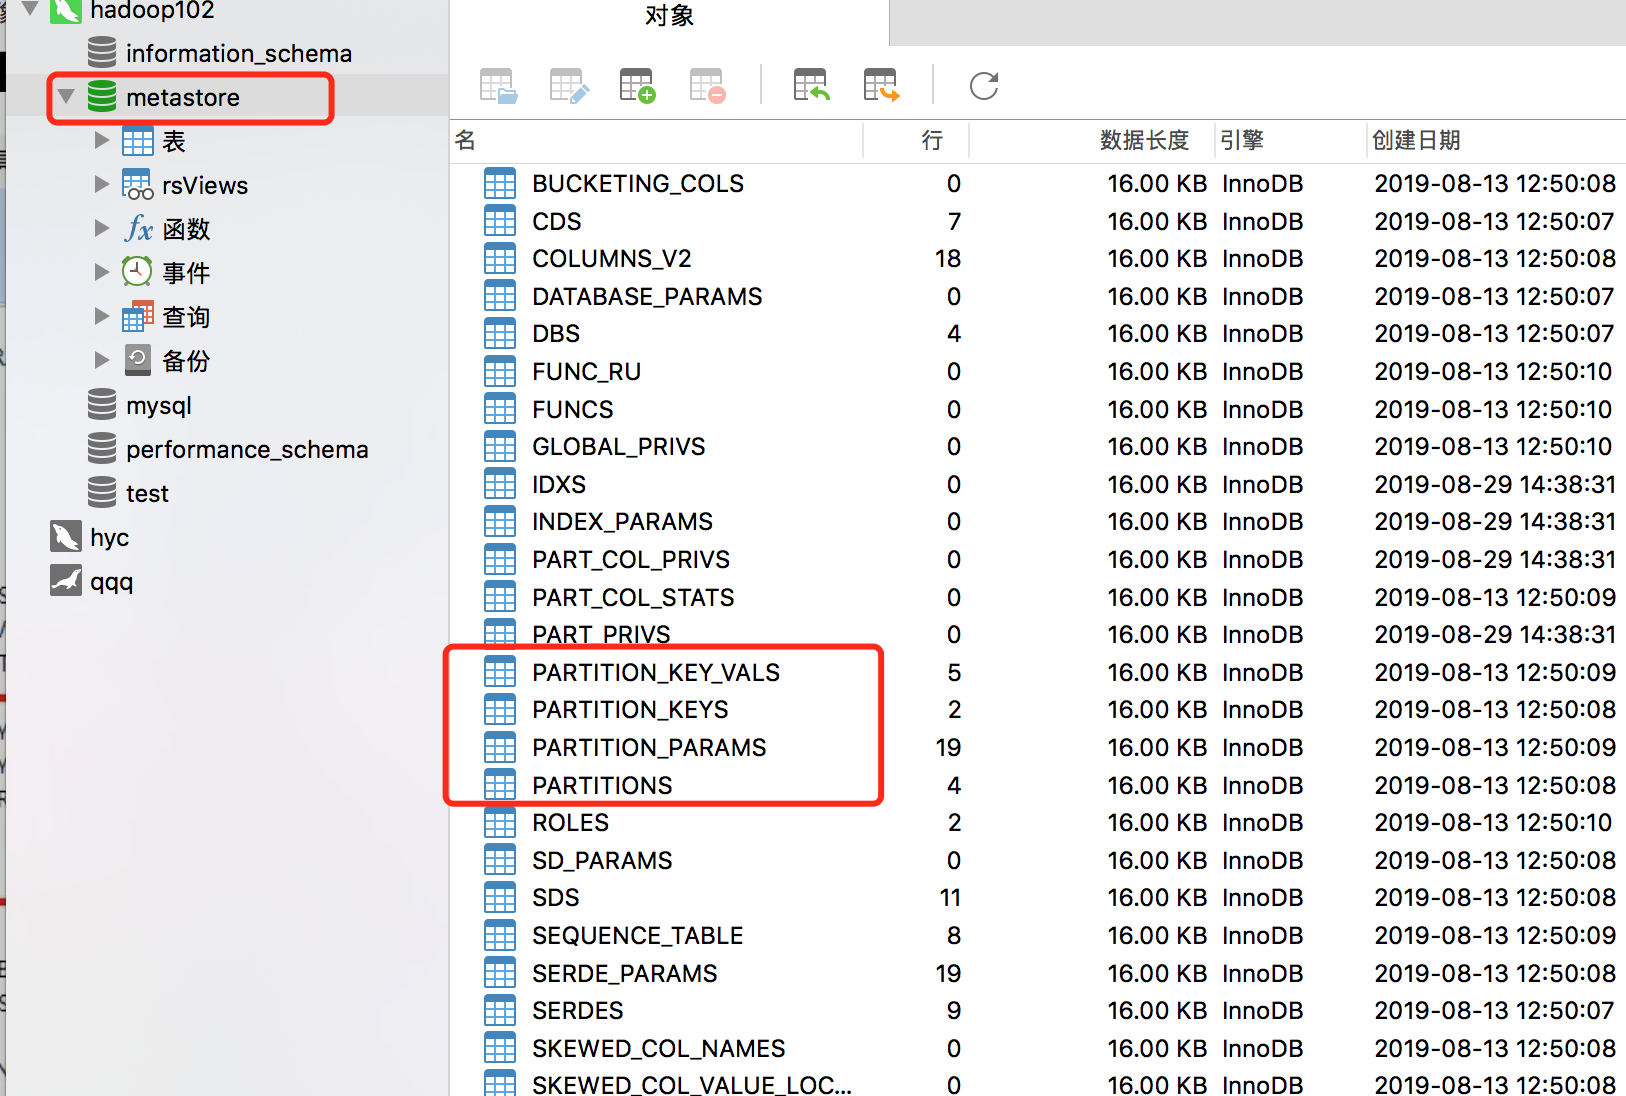 hadoop102
information_schema
metastore
表
rsViews
函数
事件
查询
备份
mysql
performance_schema
test
hyc
qqq
对象
名 行 数据长度 引擎 创建日期
BUCKETING_COLS 0 16.00 KB InnoDB 2019-08-13 12:50:08
CDS 7 16.00 KB InnoDB 2019-08-13 12:50:07
COLUMNS_V2 18 16.00 KB InnoDB 2019-08-13 12:50:08
DATABASE_PARAMS 0 16.00 KB InnoDB 2019-08-13 12:50:07
DBS 4 16.00 KB InnoDB 2019-08-13 12:50:07
FUNC_RU 0 16.00 KB InnoDB 2019-08-13 12:50:10
FUNCS 0 16.00 KB InnoDB 2019-08-13 12:50:10
GLOBAL_PRIVS 0 16.00 KB InnoDB 2019-08-13 12:50:10
IDXS 0 16.00 KB InnoDB 2019-08-29 14:38:31
INDEX_PARAMS 0 16.00 KB InnoDB 2019-08-29 14:38:31
PART_COL_PRIVS 0 16.00 KB InnoDB 2019-08-29 14:38:31
PART_COL_STATS 0 16.00 KB InnoDB 2019-08-13 12:50:09
PART_PRIVS 0 16.00 KB InnoDB 2019-08-29 14:38:31
PARTITION_KEY_VALS 5 16.00 KB InnoDB 2019-08-13 12:50:09
PARTITION_KEYS 2 16.00 KB InnoDB 2019-08-13 12:50:08
PARTITION_PARAMS 19 16.00 KB InnoDB 2019-08-13 12:50:09
PARTITIONS 4 16.00 KB InnoDB 2019-08-13 12:50:08
ROLES 2 16.00 KB InnoDB 2019-08-13 12:50:10
SD_PARAMS 0 16.00 KB InnoDB 2019-08-13 12:50:08
SDS 11 16.00 KB InnoDB 2019-08-13 12:50:08
SEQUENCE_TABLE 8 16.00 KB InnoDB 2019-08-13 12:50:09
SERDE_PARAMS 19 16.00 KB InnoDB 2019-08-13 12:50:08
SERDES 9 16.00 KB InnoDB 2019-08-13 12:50:07
SKEWED_COL_NAMES 0 16.00 KB InnoDB 2019-08-13 12:50:08
SKEWED_COL_VALUE_LOC... 0 16.00 KB InnoDB 2019-08-13 12:50:08